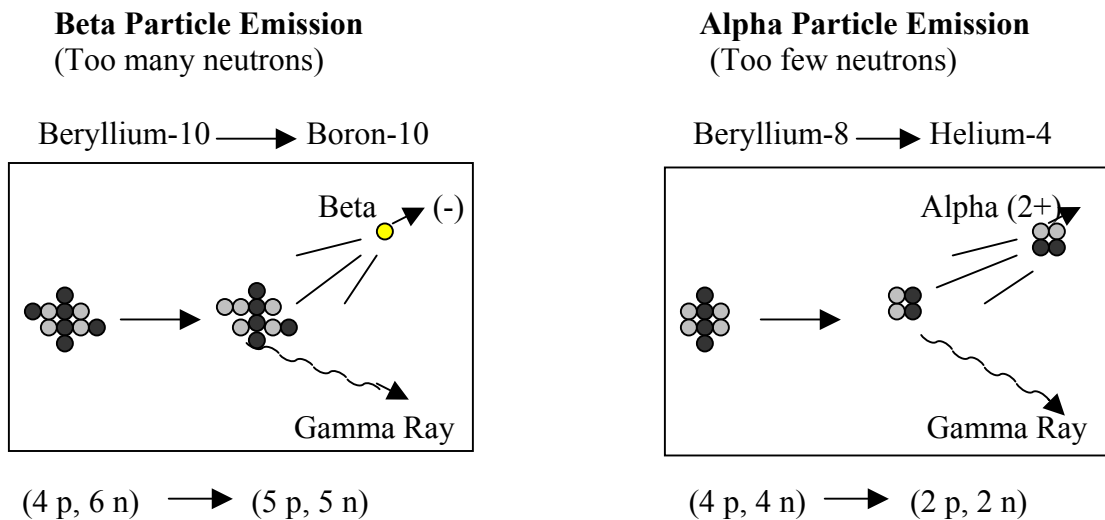 Beta Particle Emission
(Too many neutrons)
Beryllium-10 Boron-10
Beta (-)
Gamma Ray
(4 p, 6 n) (5 p, 5 n)
Alpha Particle Emission
(Too few neutrons)
Beryllium-8 Helium-4
Alpha (2+)
Gamma Ray
(4 p, 4 n) (2 p, 2 n)